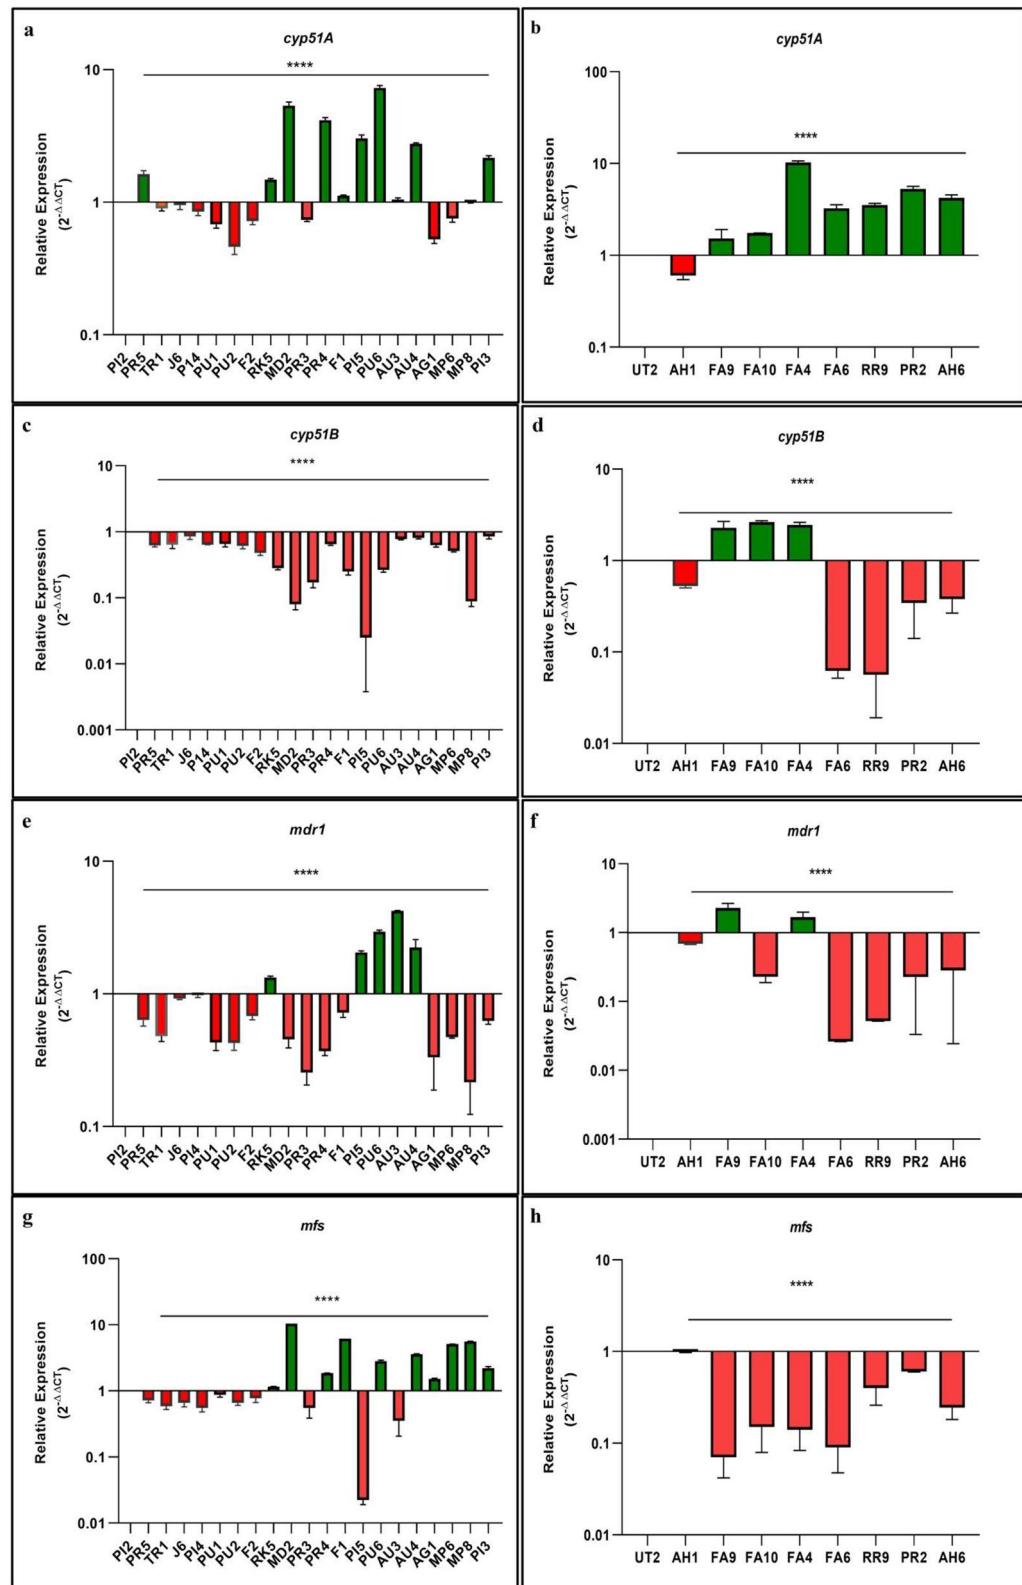 a
cyp51A
****
10
1
0.1
Relative Expression
(2-ΔΔCT)
PI2 PR5 TR1 J6 P14 PU1 PU2 F2 RK5 MD2 PR3 PR4 F1 PI5 PU6 AU3 AU4 AG1 MP6 MP8 PI3
b
cyp51A
****
100
10
1
0.1
Relative Expression
(2-ΔΔCT)
UT2 AH1 FA9 FA10 FA4 FA6 RR9 PR2 AH6
c
cyp51B
****
10
1
0.1
0.01
0.001
Relative Expression
(2-ΔΔCT)
PI2 PR5 TR1 J6 P14 PU1 PU2 F2 RK5 MD2 PR3 PR4 F1 PI5 PU6 AU3 AU4 AG1 MP6 MP8 PI3
d
cyp51B
****
10
1
0.1
0.01
Relative Expression
(2-ΔΔCT)
UT2 AH1 FA9 FA10 FA4 FA6 RR9 PR2 AH6
e
mdr1
****
10
1
0.1
Relative Expression
(2-ΔΔCT)
PI2 PR5 TR1 J6 PI4 PU1 PU2 F2 RK5 MD2 PR3 PR4 F1 PI5 PU6 AU3 AU4 AG1 MP6 MP8 PI3
f
mdr1
****
10
1
0.1
0.01
0.001
Relative Expression
(2-ΔΔCT)
UT2 AH1 FA9 FA10 FA4 FA6 RR9 PR2 AH6
g
mfs
****
100
10
1
0.1
0.01
Relative Expression
(2-ΔΔCT)
PI2 PR5 TR1 J6 PI4 PU1 PU2 F2 RK5 MD2 PR3 PR4 F1 PI5 PU6 AU3 AU4 AG1 MP6 MP8 PI3
h
mfs
****
10
1
0.1
0.01
Relative Expression
(2-ΔΔCT)
UT2 AH1 FA9 FA10 FA4 FA6 RR9 PR2 AH6